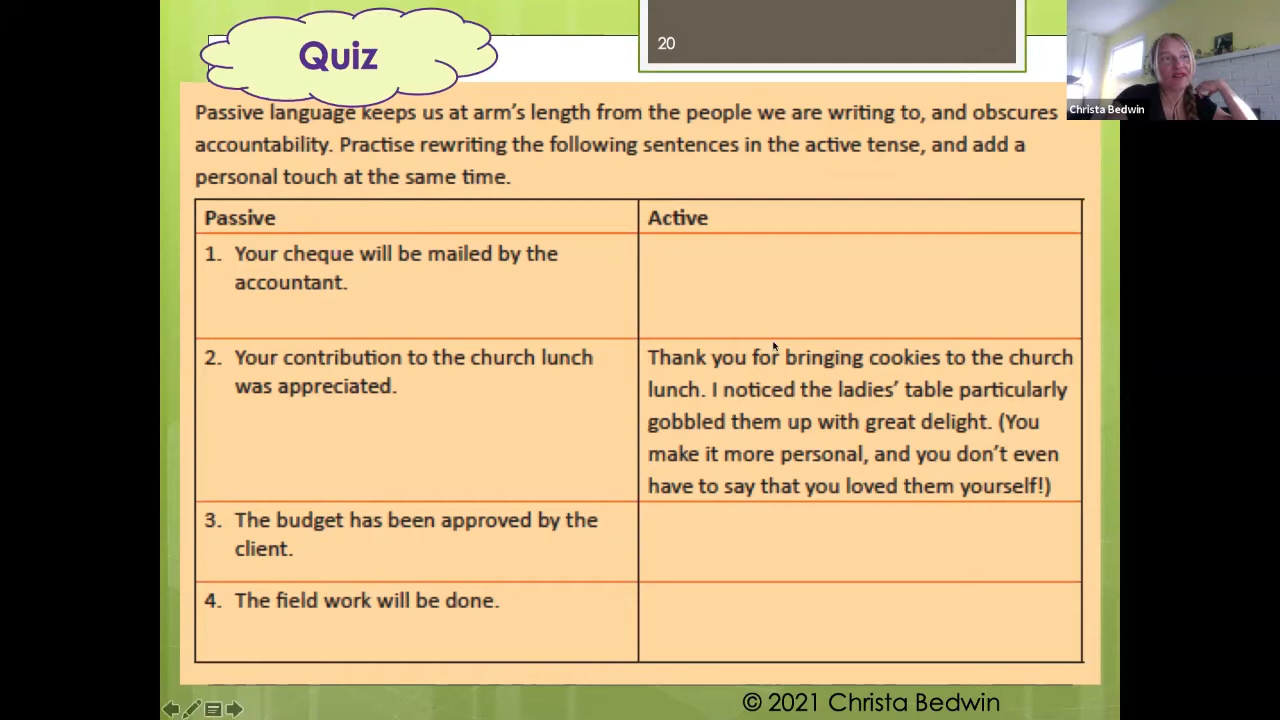 Quiz
20
Christa Bedwin
Passive language keeps us at arm's length from the people we are writing to, and obscures
accountability. Practise rewriting the following sentences in the active tense, and add a
personal touch at the same time.
Passive
Active
1. Your cheque will be mailed by the
accountant.
2. Your contribution to the church lunch
was appreciated.
Thank you for bringing cookies to the church
lunch. I noticed the ladies' table particularly
gobbled them up with great delight. (You
make it more personal, and you don't even
have to say that you loved them yourself!)
3. The budget has been approved by the
client.
4. The field work will be done.
© 2021 Christa Bedwin